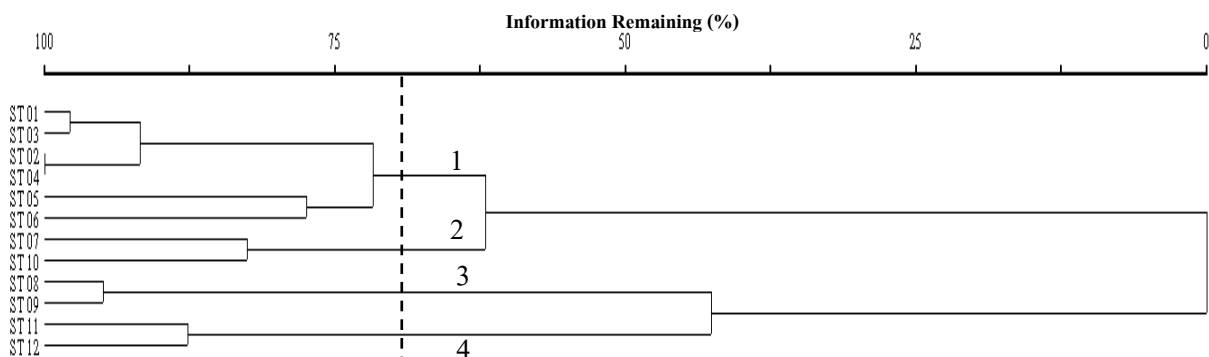 Information Remaining (%)
100 75 50 25 0
ST01
ST03
ST02
ST04
1
ST05
ST06
2
ST07
ST10
3
ST08
ST09
ST11
ST12
4